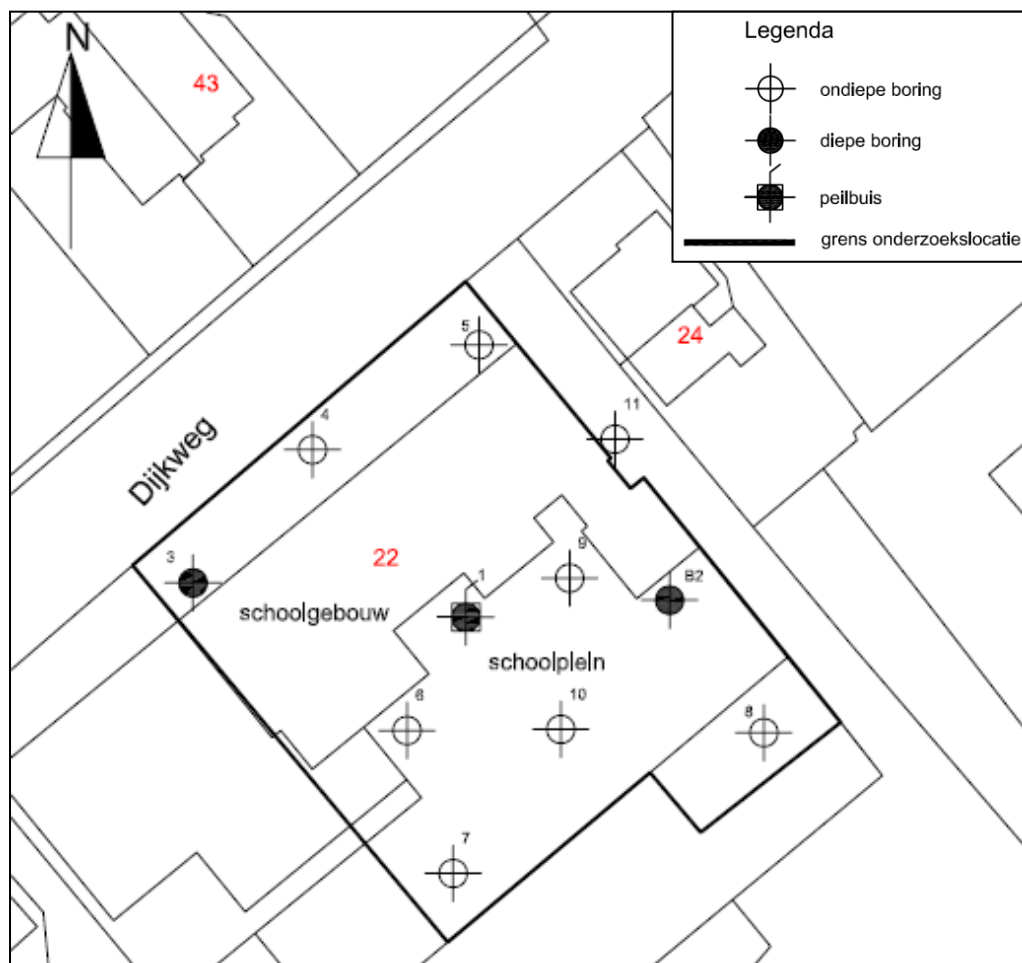 N
43
Legenda
ondiepe boring
diepe boring
peilbuis
grens onderzoekslocatie
24
5
11
4
Dijkweg
3
22
9
1
B2
schoolgebouw
schoolplein
6
10
8
7